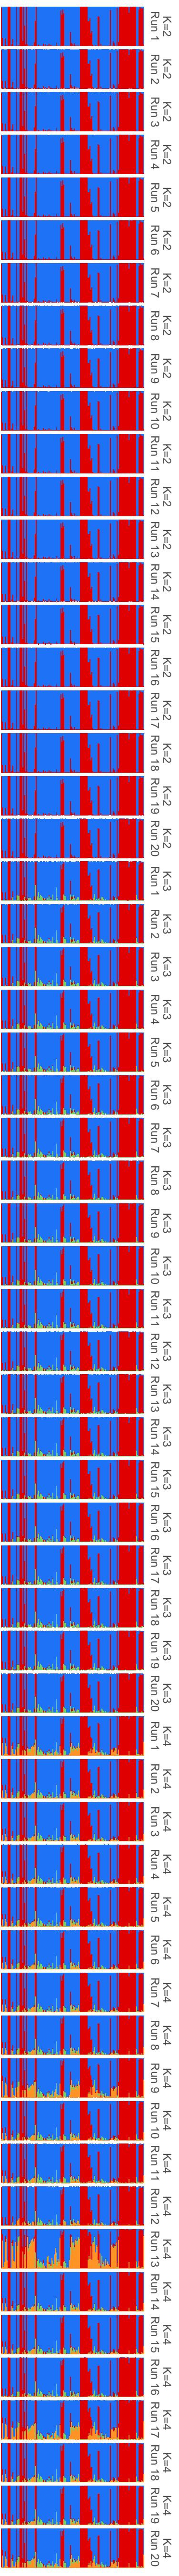 K=2
Run 1
K=2
Run 2
K=2
Run 3
K=2
Run 4
K=2
Run 5
K=2
Run 6
K=2
Run 7
K=2
Run 8
K=2
Run 9
K=2
Run 10
K=2
Run 11
K=2
Run 12
K=2
Run 13
K=2
Run 14
K=2
Run 15
K=2
Run 16
K=2
Run 17
K=2
Run 18
K=2
Run 19
K=2
Run 20
K=3
Run 1
K=3
Run 2
K=3
Run 3
K=3
Run 4
K=3
Run 5
K=3
Run 6
K=3
Run 7
K=3
Run 8
K=3
Run 9
K=3
Run 10
K=3
Run 11
K=3
Run 12
K=3
Run 13
K=3
Run 14
K=3
Run 15
K=3
Run 16
K=3
Run 17
K=3
Run 18
K=3
Run 19
K=3
Run 20
K=4
Run 1
K=4
Run 2
K=4
Run 3
K=4
Run 4
K=4
Run 5
K=4
Run 6
K=4
Run 7
K=4
Run 8
K=4
Run 9
K=4
Run 10
K=4
Run 11
K=4
Run 12
K=4
Run 13
K=4
Run 14
K=4
Run 15
K=4
Run 16
K=4
Run 17
K=4
Run 18
K=4
Run 19
K=4
Run 20